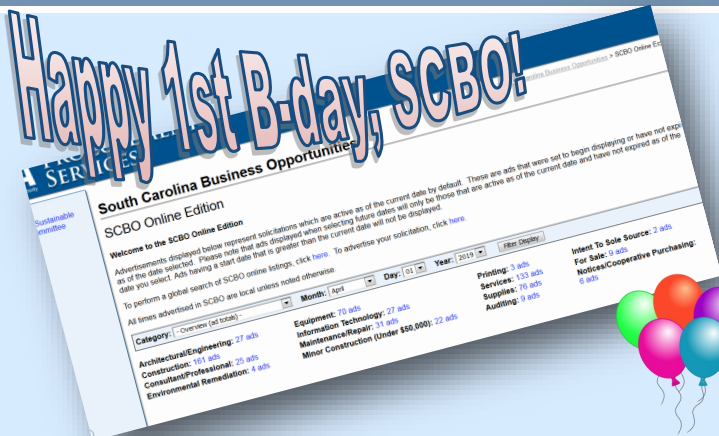 Happy 1st B-day, SCBO!
Carolina Business Opportunities > SCBO Online
SERVICES
Sustainable
South Carolina Business Opportunities
SCBO Online Edition
Welcome to the SCBO Online Edition
Advertisements displayed below represent solicitations which are active as of the current date by default. These are ads that were set to begin displaying or have not
as of the date selected. Please note that ads displayed when selecting future dates will only be those that are active as of the current date and have not expired as of the
date you select. Ads having a start date that is greater than the current date will not be displayed.
To perform a global search of SCBO online listings, click here. To advertise your solicitation, click here.
All times advertised in SCBO are local unless noted otherwise
Category: - Overview (ad totals) - Month: April Day: 01 Year: 2019 Filter Display
Architectural/Engineering: 27 ads
Construction: 161 ads
Consultant/Professional: 25 ads
Environmental Remediation: 4 ads
Equipment: 70 ads
Information Technology: 27 ads
Maintenance/Repair: 31 ads
Minor Construction (Under $50,000): 22 ads
Printing: 3 ads
Services: 133 ads
Supplies: 76 ads
Auditing: 9 ads
Intent To Sole Source: 2 ads
For Sale: 9 ads
Notices/Cooperative Purchasing:
6 ads